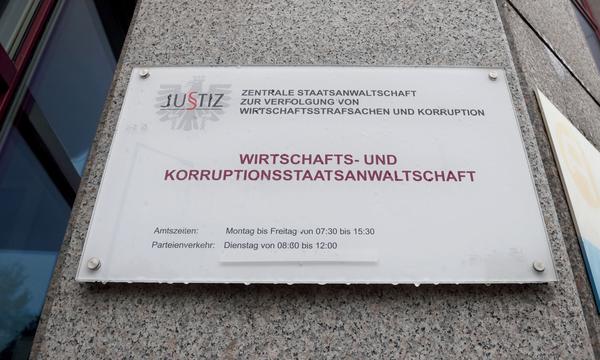 JUSTIZ
ZENTRALE STAATSANWALTSCHAFT
ZUR VERFOLGUNG VON
WIRTSCHAFTSSTRAFSACHEN UND KORRUPTION
WIRTSCHAFTS- UND
KORRUPTIONSSTAATSANWALTSCHAFT
Amtszeiten: Montag bis Freitag von 07:30 bis 15:30
Parteienverkehr: Dienstag von 08:00 bis 12:00